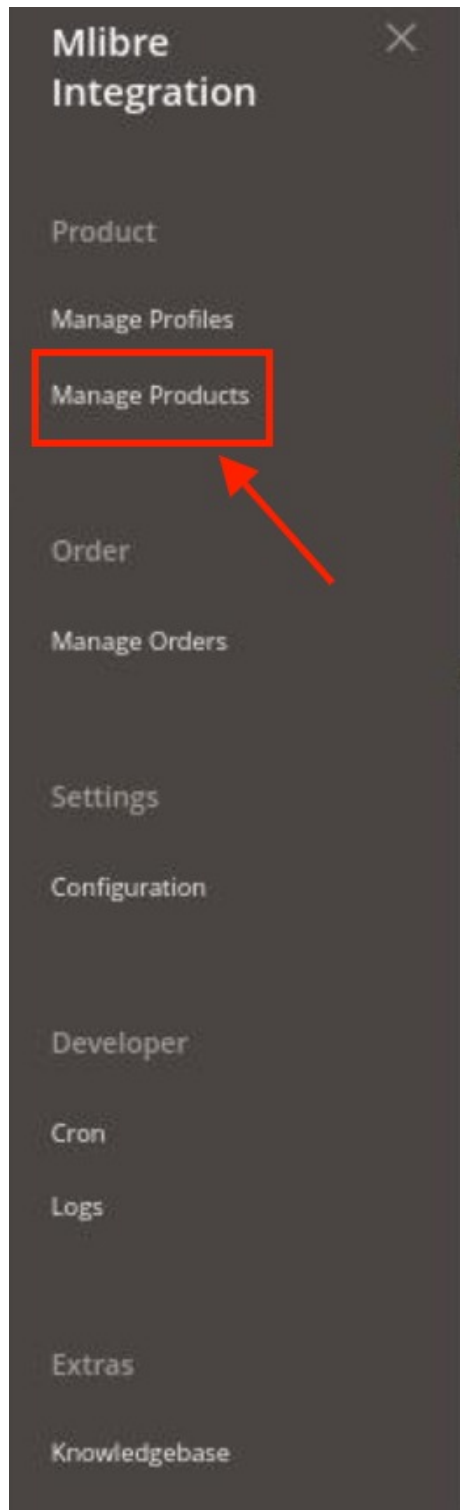 Mlibre
Integration
Product
Manage Profiles
Manage Products
Order
Manage Orders
Settings
Configuration
Developer
Cron
Logs
Extras
Knowledgebase